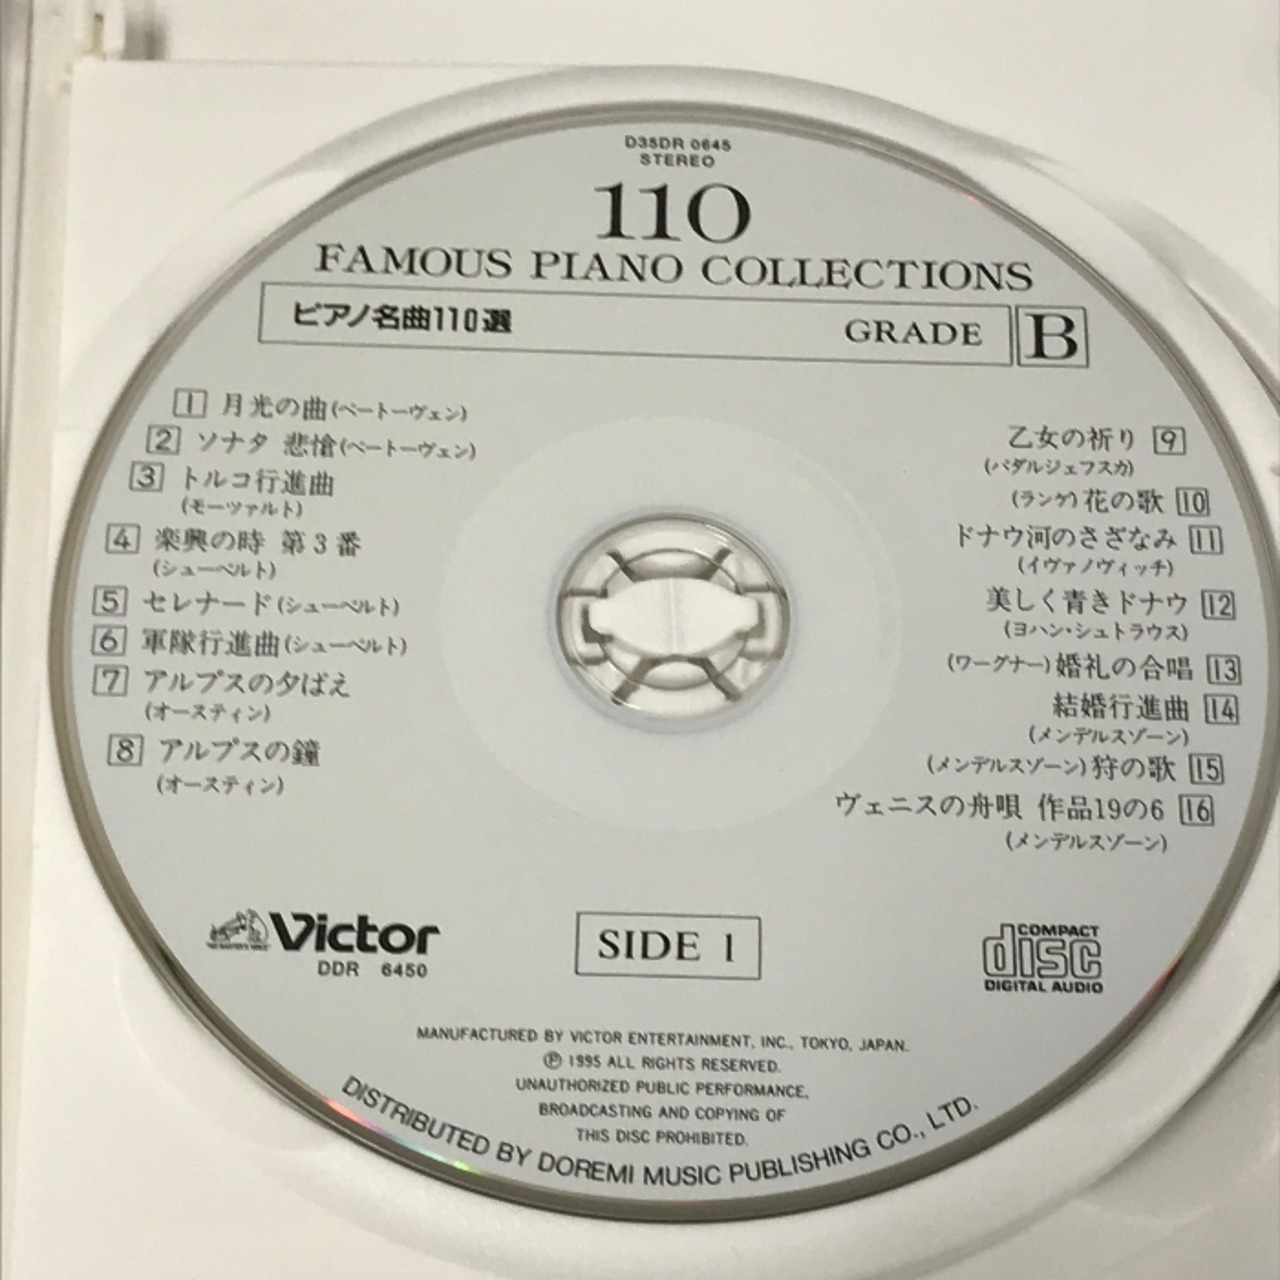 D35DR 0645
STEREO
110
FAMOUS PIANO COLLECTIONS
ピアノ名曲110選
GRADE B
1 月光の曲(ベートーヴェン)
2 ソナタ 悲愴(ベートーヴェン)
3 トルコ行進曲
(モーツァルト)
4 楽興の時 第3番
(シューベルト)
5 セレナード(シューベルト)
6 軍隊行進曲(シューベルト)
7 アルプスの夕ばえ
(オースティン)
8 アルプスの鐘
(オースティン)
乙女の祈り 9
(バダルジェフスカ)
(ランゲ)花の歌 10
ドナウ河のさざなみ 11
(イヴァノヴィッチ)
美しく青きドナウ 12
(ヨハン・シュトラウス)
(ワーグナー)婚礼の合唱 13
結婚行進曲 14
(メンデルスゾーン)
(メンデルスゾーン)狩の歌 15
ヴェニスの舟唄 作品19の6 16
(メンデルスゾーン)
Victor
DDR 6450
SIDE 1
COMPACT
disc
DIGITAL AUDIO
MANUFACTURED BY VICTOR ENTERTAINMENT, INC., TOKYO, JAPAN.
Ⓟ 1995 ALL RIGHTS RESERVED.
UNAUTHORIZED PUBLIC PERFORMANCE,
BROADCASTING AND COPYING OF
THIS DISC PROHIBITED.
DISTRIBUTED BY DOREMI MUSIC PUBLISHING CO., LTD.